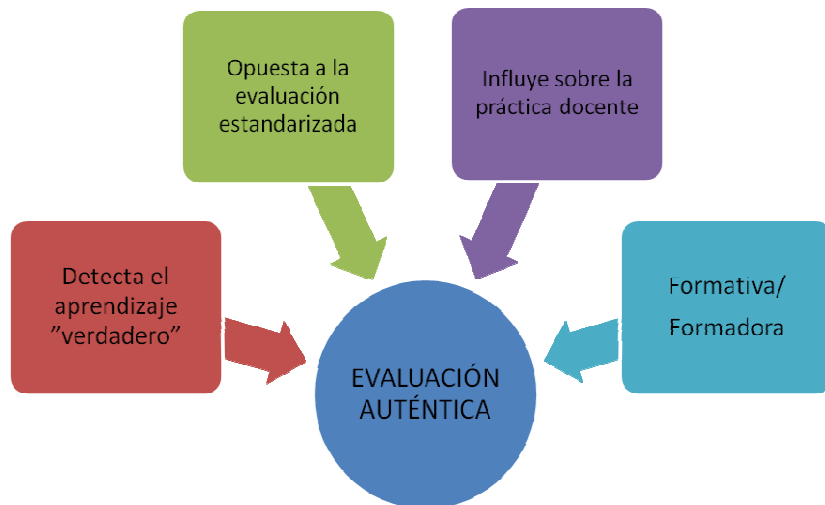 Opuesta a la
evaluación
estandarizada
Influye sobre la
práctica docente
Detecta el
aprendizaje
”verdadero”
Formativa/
Formadora
EVALUACIÓN
AUTÉNTICA